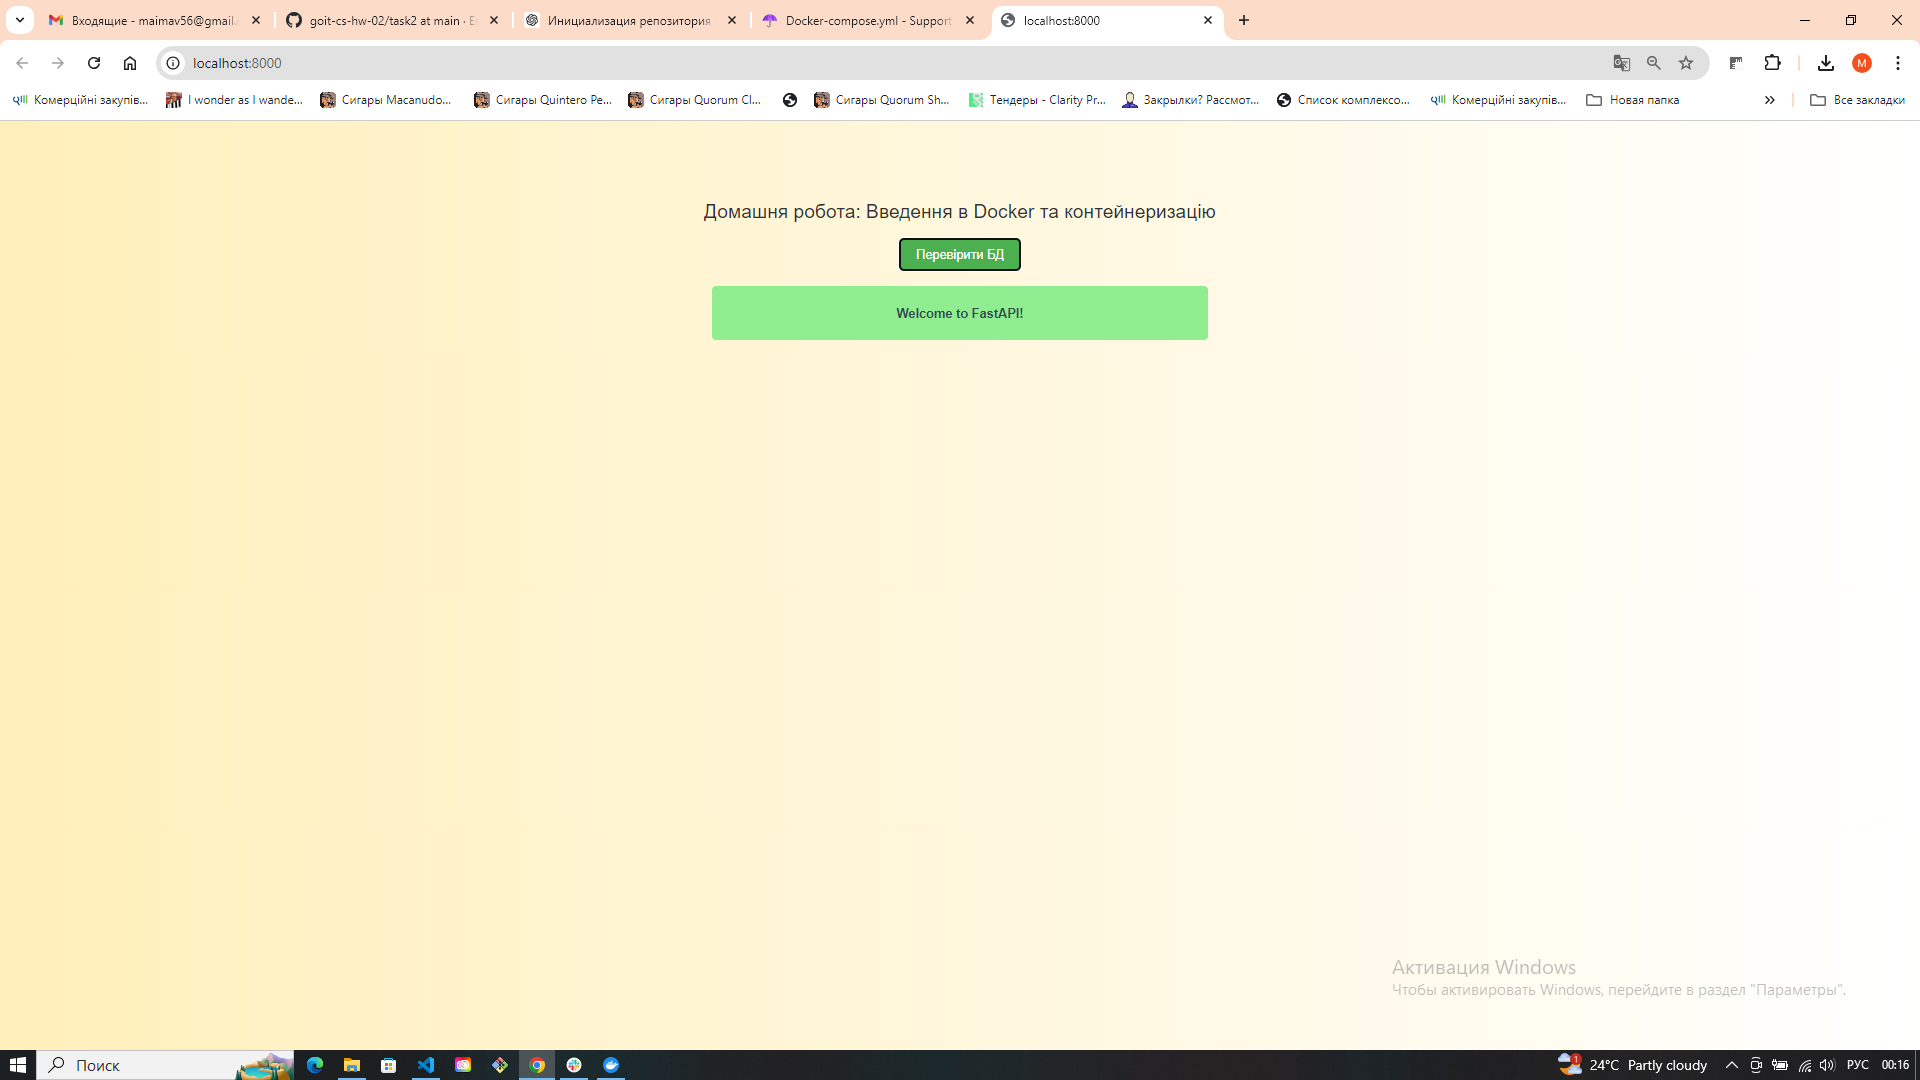 Входящие - maimav56@gmail.c
goit-cs-hw-02/task2 at main · E
Инициализация репозитория
Docker-compose.yml - Support
localhost:8000
localhost:8000
M
Комерційні закупів...
I wonder as I wande...
Сигары Macanudo...
Сигары Quintero Pe...
Сигары Quorum Cl...
Сигары Quorum Sh...
Тендеры - Clarity Pr...
Закрылки? Рассмот...
Список комплексо...
Комерційні закупів...
Новая папка
Все закладки
Домашня робота: Введення в Docker та контейнеризацію
Перевірити БД
Welcome to FastAPI!
Активация Windows
Чтобы активировать Windows, перейдите в раздел "Параметры".
Поиск
1
24°C Partly cloudy
РУС
00:16